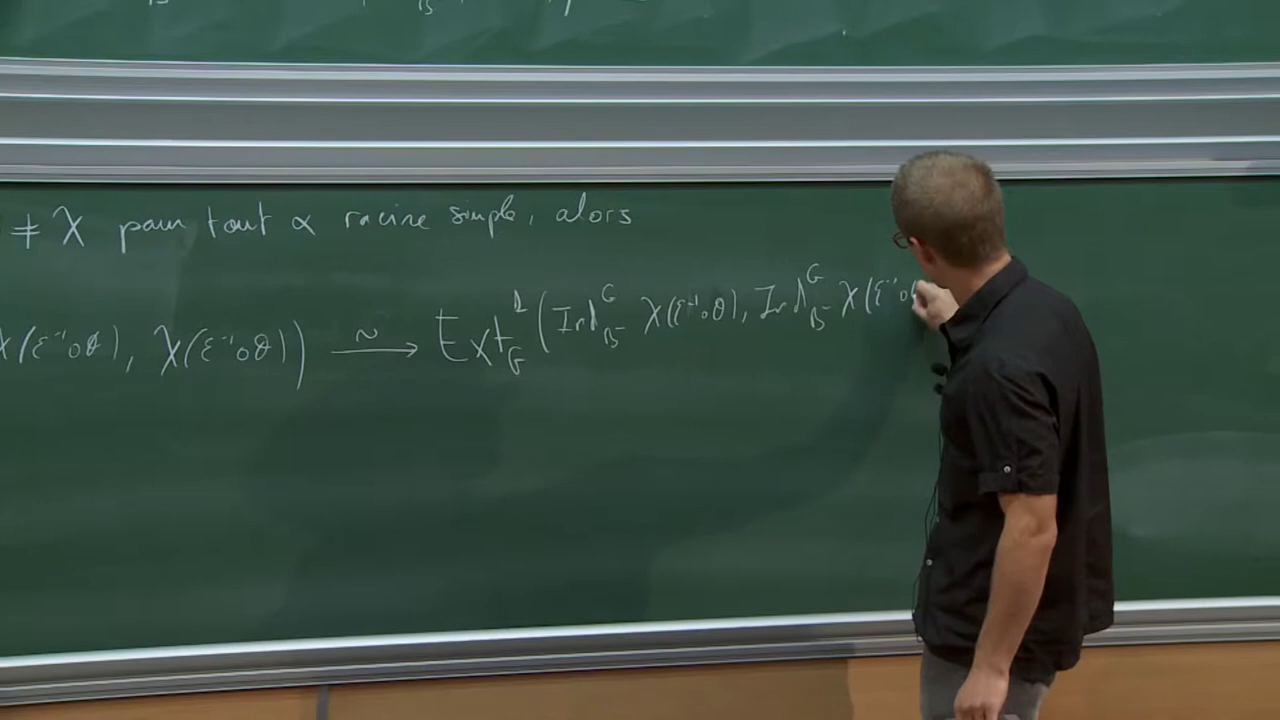 ≠ χ pour tout α racine simple, alors
χ(ε⁻¹∘θ), χ(ε⁻¹∘θ)) ⟶~ Ext¹_G (Ind_{B⁻}^G χ(ε⁻¹∘θ), Ind_{B⁻}^G χ(ε⁻¹∘